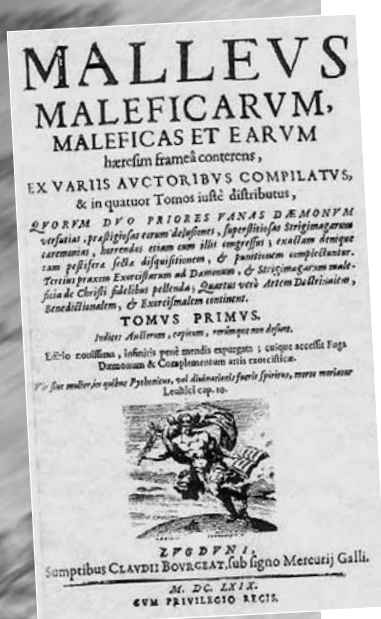 MALLEVS
MALEFICARVM,
MALEFICAS ET EARVM
hæresim frameâ conterens,
EX VARIIS AVCTORIBVS COMPILATVS,
& in quatuor Tomos iustè distributus,
QVORVM DVO PRIORES VANAS DÆMONVM
versutias, præstigiosas eorum delusiones, superstitiosas Strigimagarum
cæremonias, horrendos etiam cum illis congressus; exactam denique
tam pestiferæ sectæ disquisitionem, & punitionem complectuntur.
Tertius praxim Exorcistarum ad Dæmonum, & Strigimagarum male-
ficia de Christi fidelibus pellenda; Quartus verò Artem Doctrinalem,
Benedictionalem, & Exorcismalem continent.
TOMVS PRIMVS.
Indices Auctorum, capitum, rerumque non desunt.
Editio novissima, infinitis penè mendis expurgata; cuique accessit Fuga
Dæmonum & Complementum artis exorcisticæ.
Vir sive mulier, in quibus Pythonicus, vel divinationis fuerit spiritus, morte moriatur
Levitici cap. 10.
LVGDVNI,
Sumptibus CLAVDII BOVRGEAT, sub signo Mercurij Galli.
M. DC. LXIX.
CVM PRIVILEGIO REGIS.